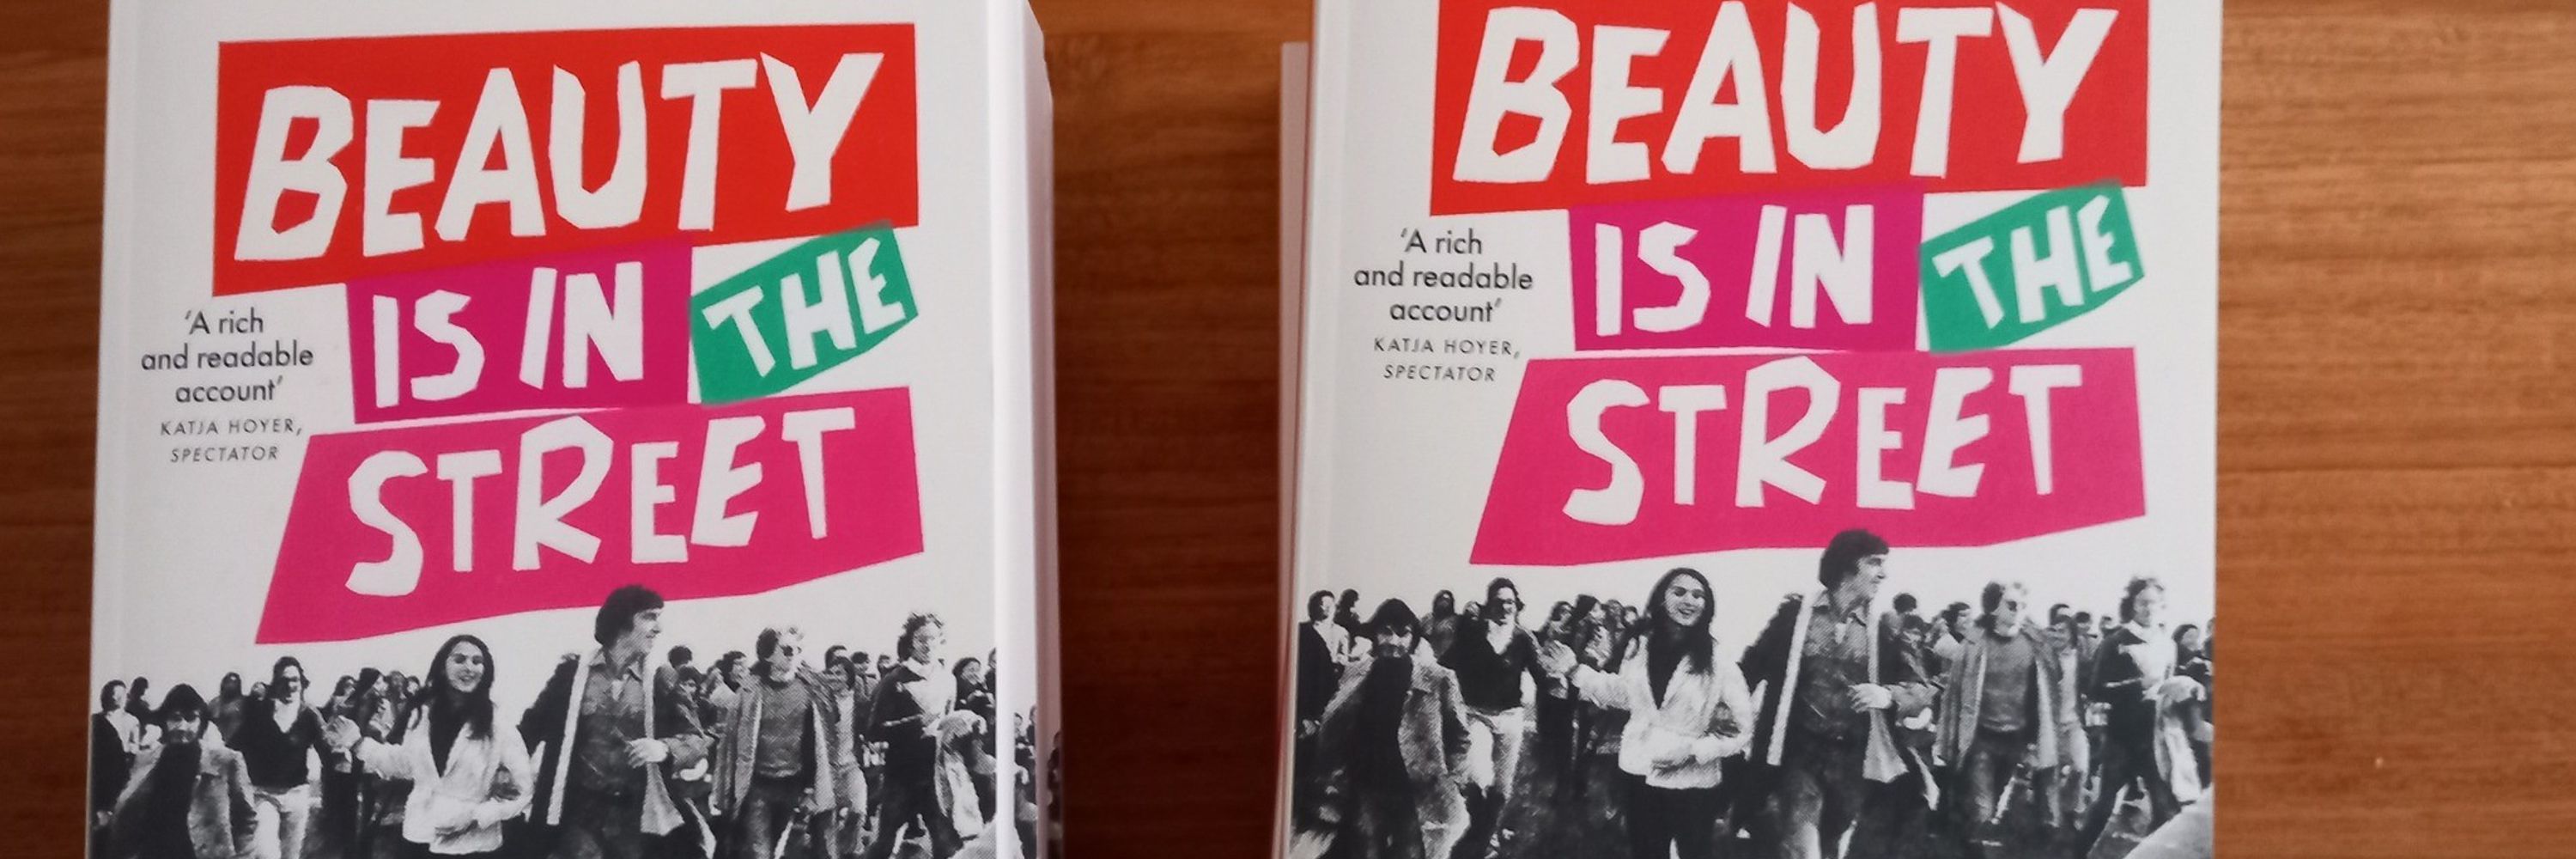 BEAUTY
IS IN THE
STREET
‘A rich
and readable
account’
KATJA HOYER,
SPECTATOR
BEAUTY
IS IN THE
STREET
‘A rich
and readable
account’
KATJA HOYER,
SPECTATOR